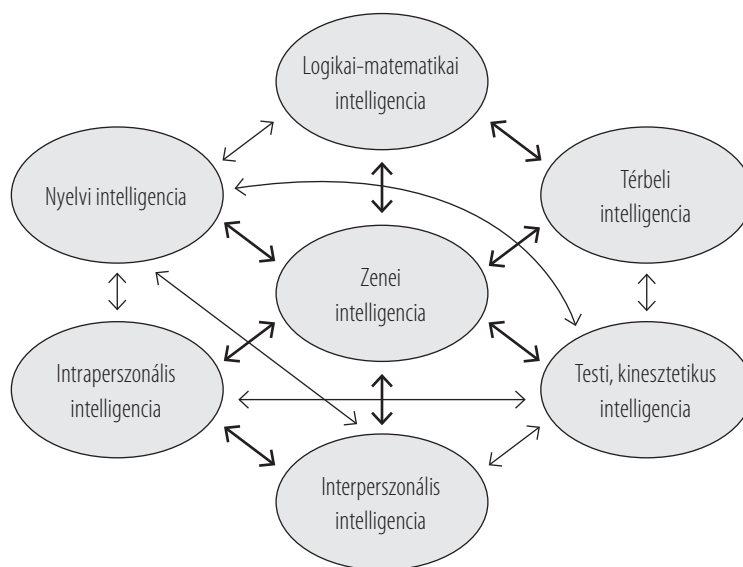 Logikai-matematikai
intelligencia
Nyelvi intelligencia
Térbeli
intelligencia
Zenei
intelligencia
Intraperszonális
intelligencia
Testi, kinesztetikus
intelligencia
Interperszonális
intelligencia